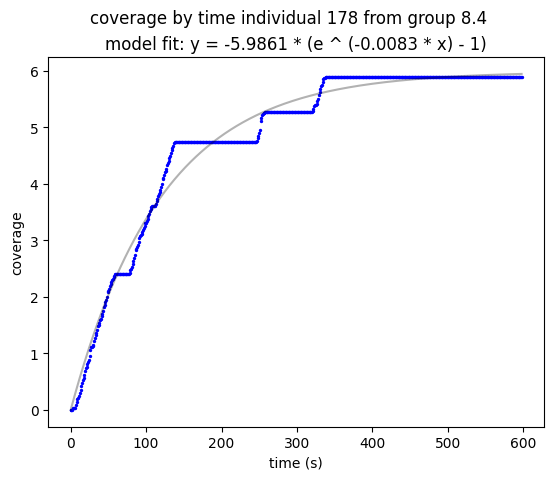 coverage by time individual 178 from group 8.4
model fit: y = -5.9861 * (e ^ (-0.0083 * x) - 1)
6
5
4
3
2
1
0
coverage
0 100 200 300 400 500 600
time (s)